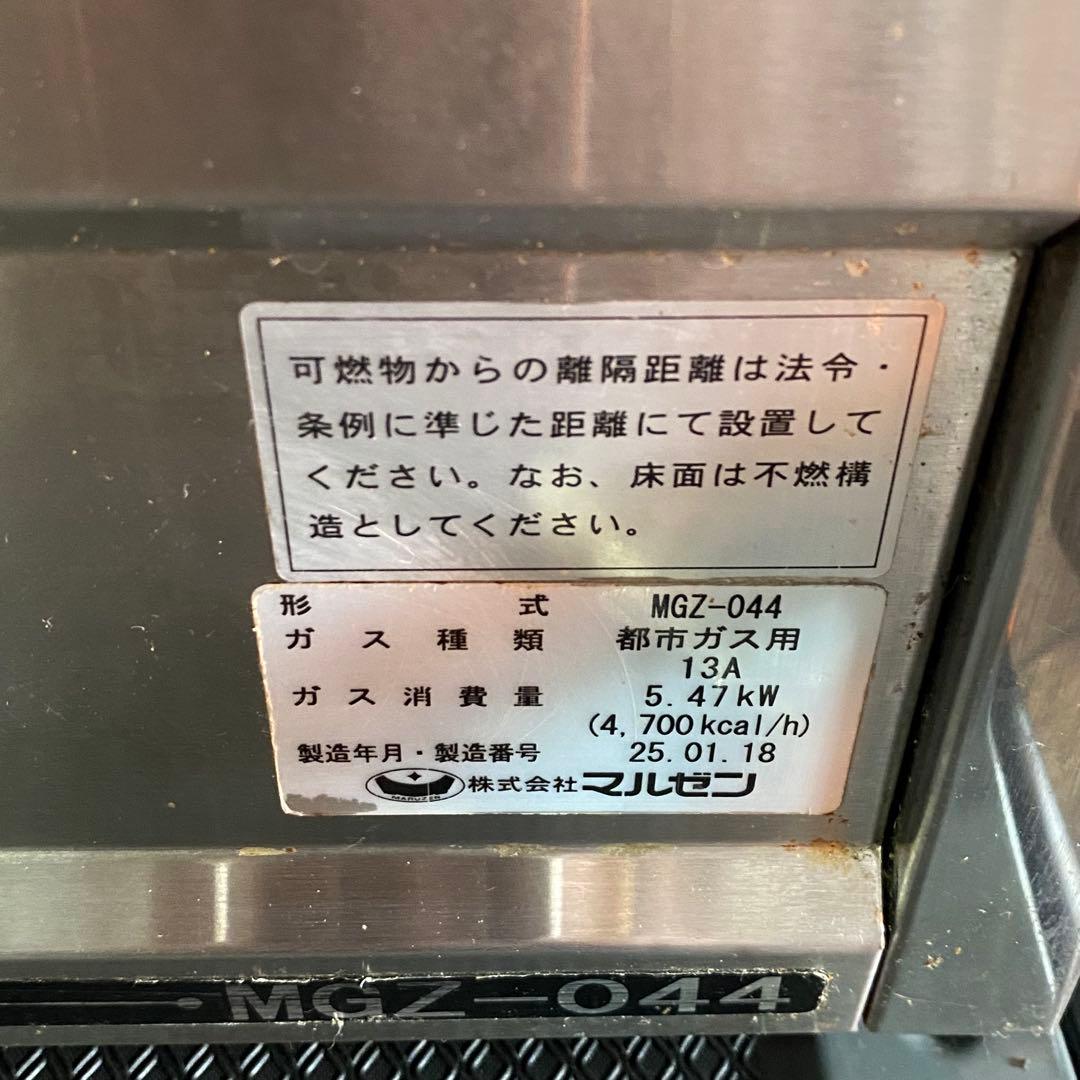 可燃物からの離隔距離は法令・
条例に準じた距離にて設置して
ください。なお、床面は不燃構
造としてください。
形式 MGZ-044
ガス種類 都市ガス用
13A
ガス消費量 5.47kW
(4,700kcal/h)
製造年月・製造番号 25.01.18
MARUZEN 株式会社マルゼン
MGZ-044